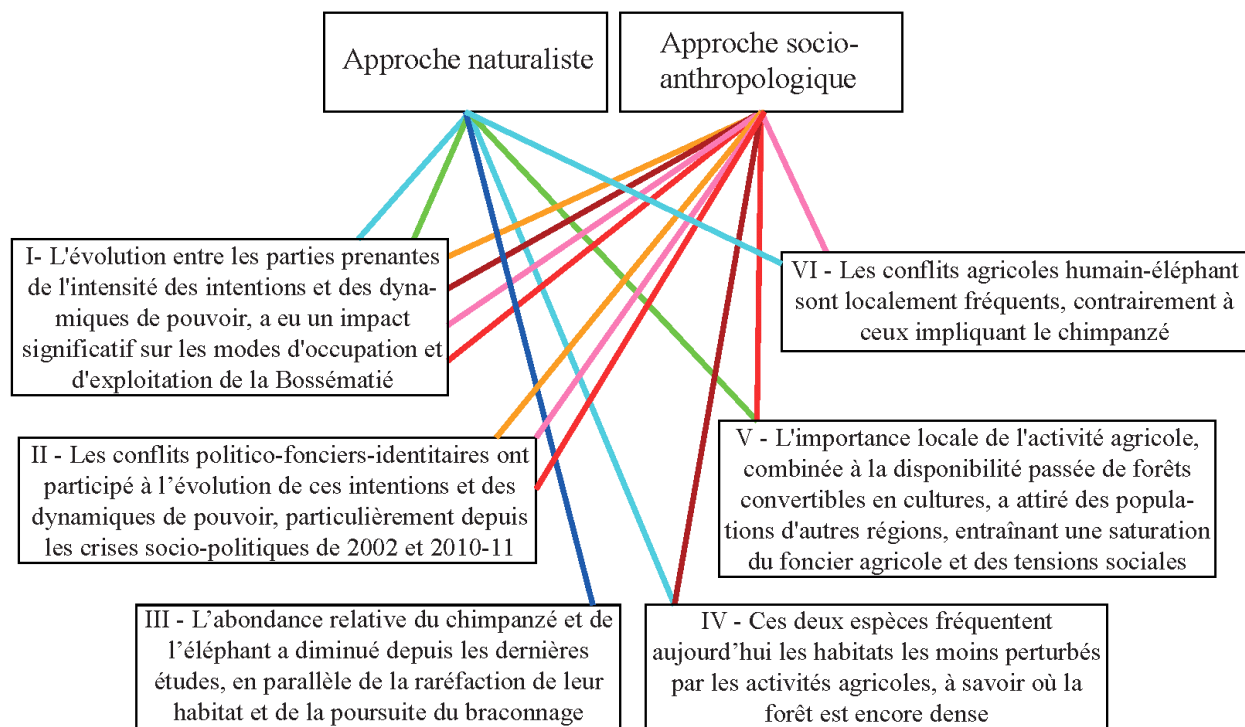 Approche naturaliste
Approche socio-
anthropologique
I- L'évolution entre les parties prenantes
de l'intensité des intentions et des dyna-
miques de pouvoir, a eu un impact
significatif sur les modes d'occupation et
d'exploitation de la Bossématié
II - Les conflits politico-fonciers-identitaires ont
participé à l’évolution de ces intentions et des
dynamiques de pouvoir, particulièrement depuis
les crises socio-politiques de 2002 et 2010-11
III - L’abondance relative du chimpanzé et de
l’éléphant a diminué depuis les dernières
études, en parallèle de la raréfaction de leur
habitat et de la poursuite du braconnage
IV - Ces deux espèces fréquentent
aujourd’hui les habitats les moins perturbés
par les activités agricoles, à savoir où la
forêt est encore dense
V - L'importance locale de l'activité agricole,
combinée à la disponibilité passée de forêts
convertibles en cultures, a attiré des popula-
tions d'autres régions, entraînant une saturation
du foncier agricole et des tensions sociales
VI - Les conflits agricoles humain-éléphant
sont localement fréquents, contrairement à
ceux impliquant le chimpanzé